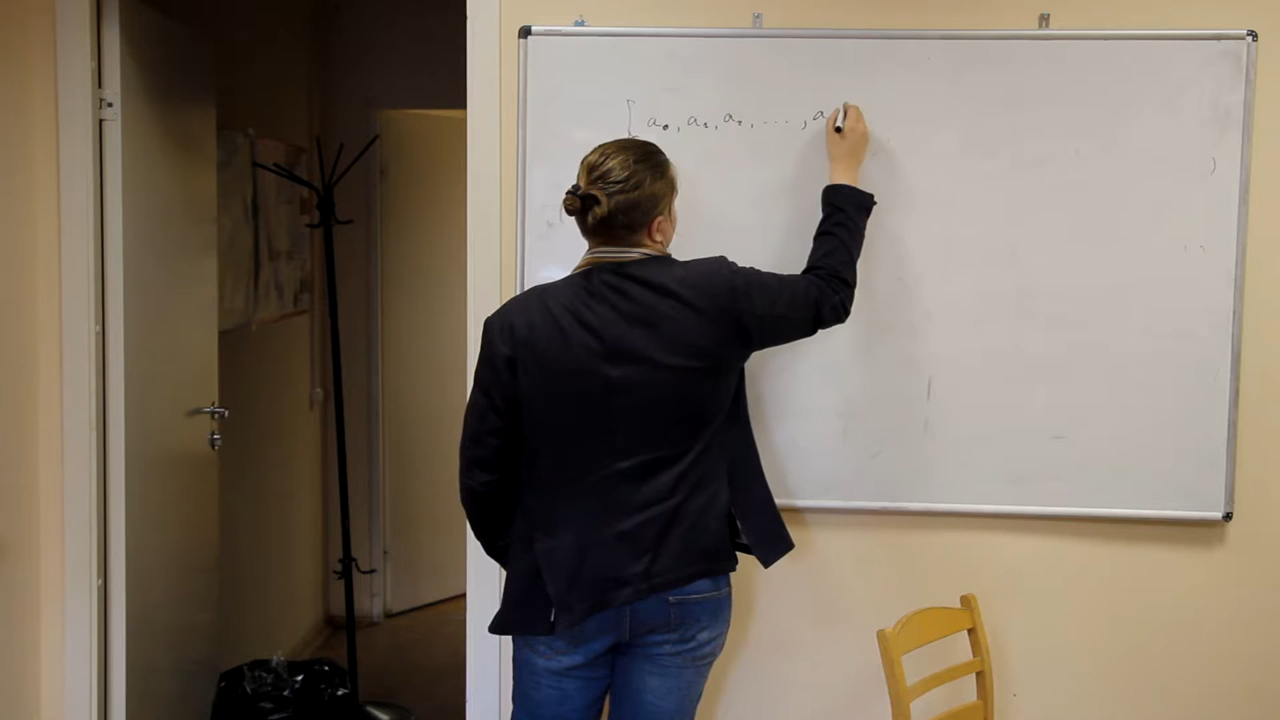 [ a₀, a₁, a₂, ..., a